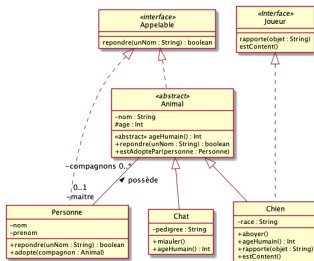 «interface»
Appelable
repondre(unNom : String) : boolean
«Interface»
Joueur
rapporte(objet : String)
estContent()
«abstract»
Animal
-nom : String
#age : Int
«abstract» ageHumain() : Int
+repondre(unNom : String) : boolean
+estAdoptePar(personne : Personne)
-compagnons 0..*
possède
0..1
-maitre
Personne
-nom
-prenom
+repondre(unNom : String) : boolean
+adopte(compagnon : Animal)
Chat
-pedigree : String
+miauler()
+ageHumain() : Int
Chien
-race : String
+aboyer()
+ageHumain() : Int
+rapporte(objet : String)
+estContent()